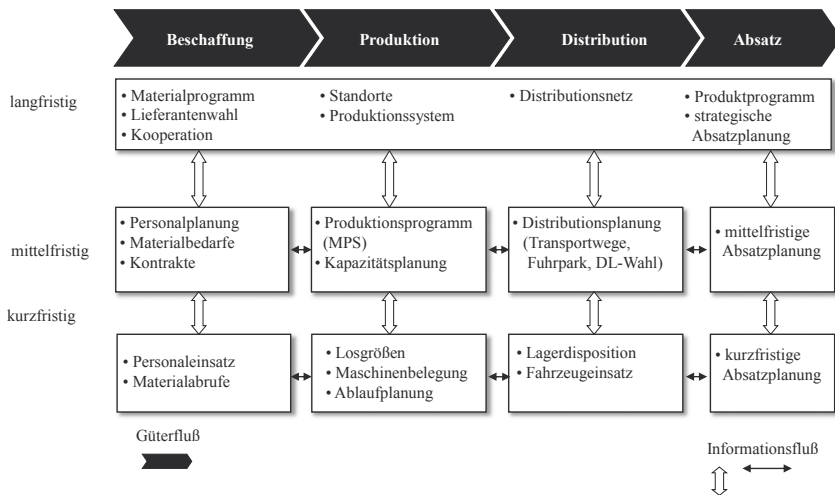 Beschaffung
Produktion
Distribution
Absatz
langfristig
• Materialprogramm
• Lieferantenwahl
• Kooperation
• Standorte
• Produktionssystem
• Distributionsnetz
• Produktprogramm
• strategische
Absatzplanung
mittelfristig
• Personalplanung
• Materialbedarfe
• Kontrakte
• Produktionsprogramm
(MPS)
• Kapazitätsplanung
• Distributionsplanung
(Transportwege,
Fuhrpark, DL-Wahl)
• mittelfristige
Absatzplanung
kurzfristig
• Personaleinsatz
• Materialabrufe
• Losgrößen
• Maschinenbelegung
• Ablaufplanung
• Lagerdisposition
• Fahrzeugeinsatz
• kurzfristige
Absatzplanung
Güterfluß
Informationsfluß